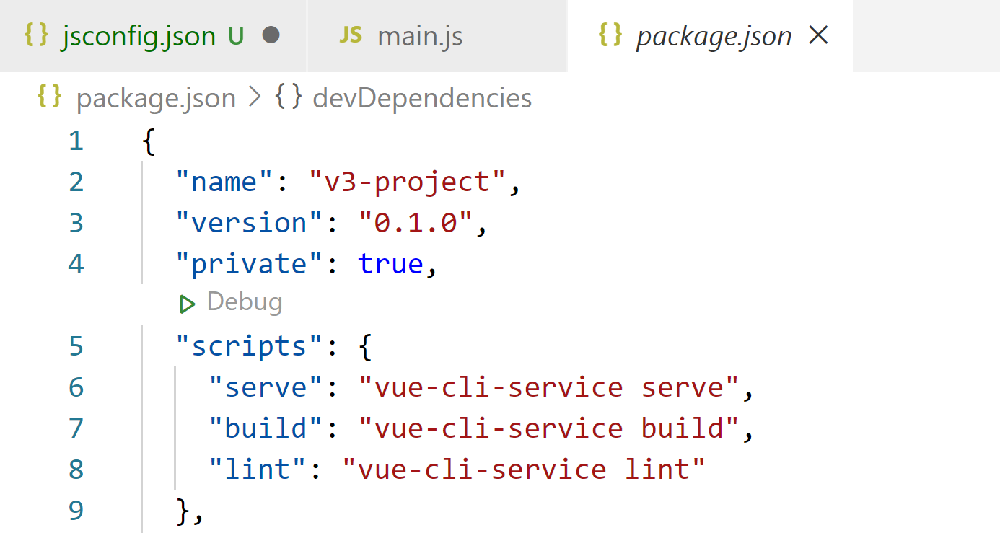 {} jsconfig.json U ● JS main.js {} package.json ×
{} package.json > {} devDependencies
1 {
2 "name": "v3-project",
3 "version": "0.1.0",
4 "private": true,
Debug
5 "scripts": {
6 "serve": "vue-cli-service serve",
7 "build": "vue-cli-service build",
8 "lint": "vue-cli-service lint"
9 },